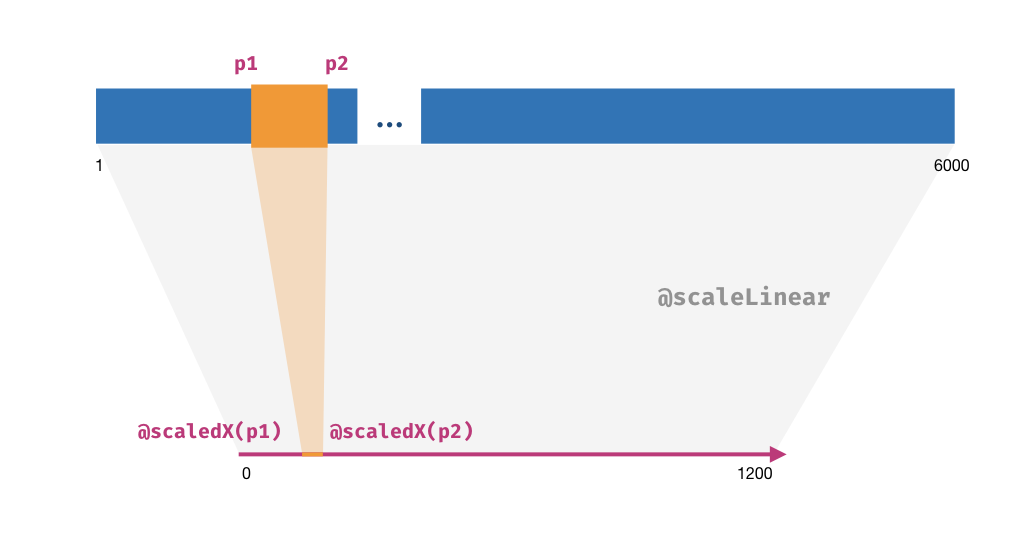 p1 p2
...
1 6000
@scaleLinear
@scaledX(p1) @scaledX(p2)
0 1200